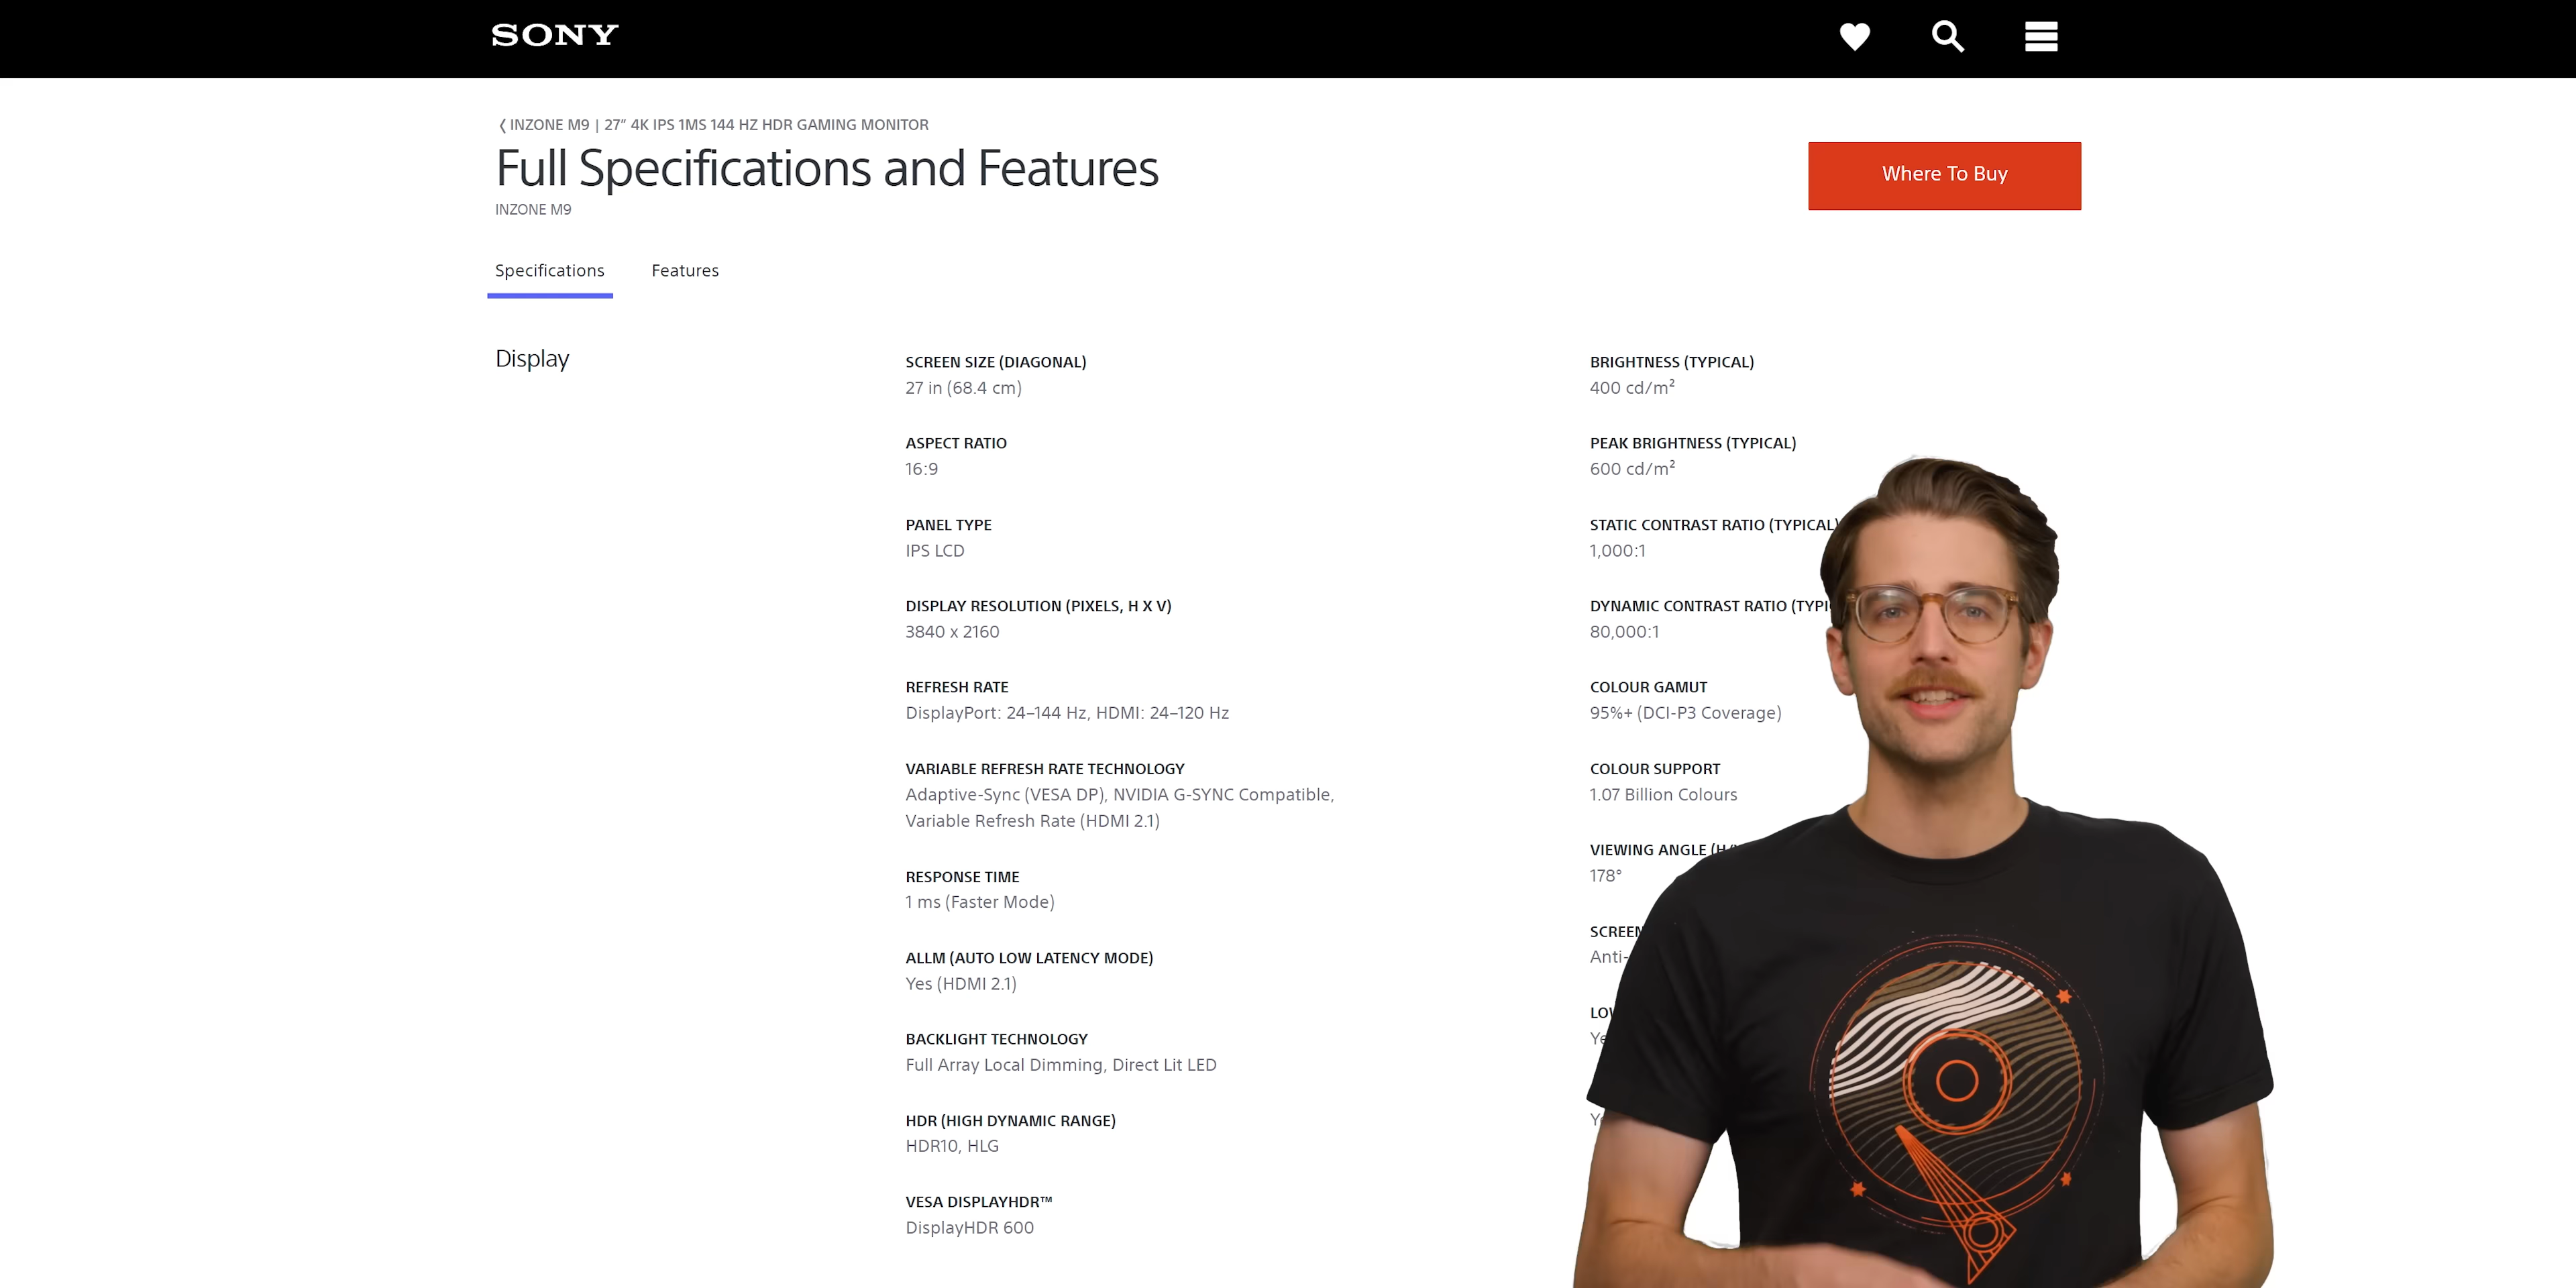 SONY
INZONE M9 | 27" 4K IPS 1MS 144 HZ HDR GAMING MONITOR
Full Specifications and Features
INZONE M9
Where To Buy
Specifications
Features
Display
SCREEN SIZE (DIAGONAL)
27 in (68.4 cm)
ASPECT RATIO
16:9
PANEL TYPE
IPS LCD
DISPLAY RESOLUTION (PIXELS, H X V)
3840 x 2160
REFRESH RATE
DisplayPort: 24–144 Hz, HDMI: 24–120 Hz
VARIABLE REFRESH RATE TECHNOLOGY
Adaptive-Sync (VESA DP), NVIDIA G-SYNC Compatible,
Variable Refresh Rate (HDMI 2.1)
RESPONSE TIME
1 ms (Faster Mode)
ALLM (AUTO LOW LATENCY MODE)
Yes (HDMI 2.1)
BACKLIGHT TECHNOLOGY
Full Array Local Dimming, Direct Lit LED
HDR (HIGH DYNAMIC RANGE)
HDR10, HLG
VESA DISPLAYHDR™
DisplayHDR 600
BRIGHTNESS (TYPICAL)
400 cd/m²
PEAK BRIGHTNESS (TYPICAL)
600 cd/m²
STATIC CONTRAST RATIO (TYPICAL)
1,000:1
DYNAMIC CONTRAST RATIO
80,000:1
COLOUR GAMUT
95%+ (DCI-P3 Coverage)
COLOUR SUPPORT
1.07 Billion Colours
VIEWING ANGLE
178°
SCREEN
Anti-